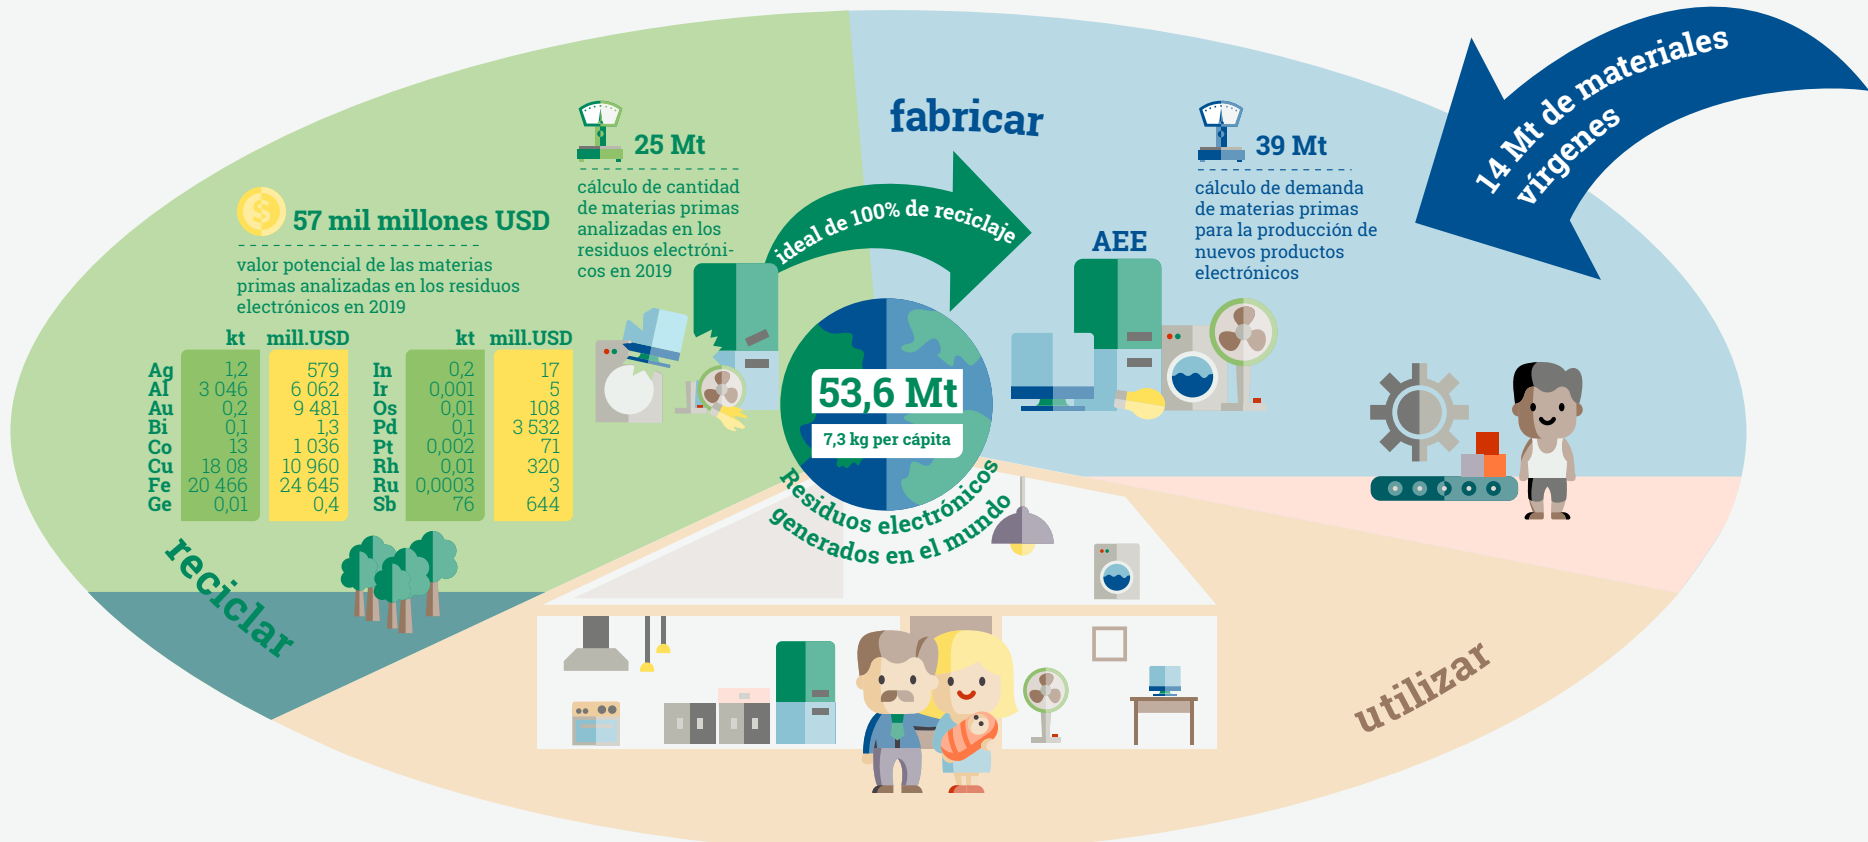 fabricar
14 Mt de materiales
vírgenes
25 Mt
cálculo de cantidad
de materias primas
analizadas en los
residuos electróni-
cos en 2019
39 Mt
cálculo de demanda
de materias primas
para la producción de
nuevos productos
electrónicos
57 mil millones USD
valor potencial de las materias
primas analizadas en los residuos
electrónicos en 2019
ideal de 100% de reciclaje
AEE
kt mill.USD kt mill.USD
Ag 1,2 579 In 0,2 17
Al 3 046 6 062 Ir 0,001 5
Au 0,2 9 481 Os 0,01 108
Bi 0,1 1,3 Pd 0,1 3 532
Co 13 1 036 Pt 0,002 71
Cu 18 08 10 960 Rh 0,01 320
Fe 20 466 24 645 Ru 0,0003 3
Ge 0,01 0,4 Sb 76 644
53,6 Mt
7,3 kg per cápita
Residuos electrónicos
generados en el mundo
reciclar
utilizar